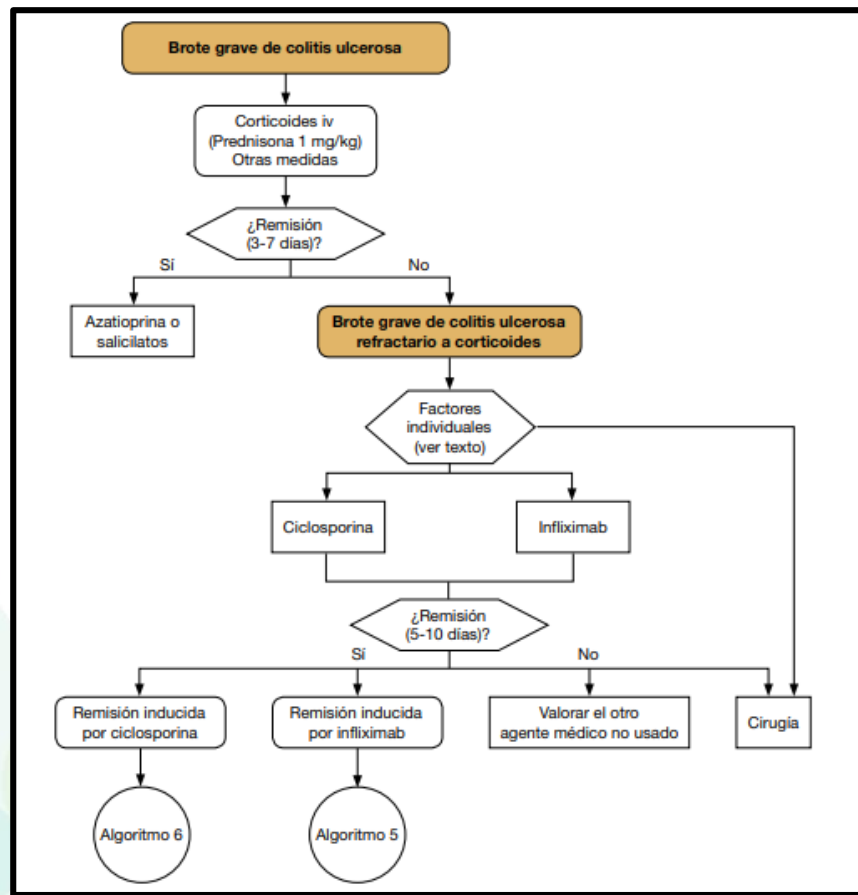 Brote grave de colitis ulcerosa
Corticoides iv
(Prednisona 1 mg/kg)
Otras medidas
¿Remisión
(3-7 días)?
Sí
No
Azatioprina o
salicilatos
Brote grave de colitis ulcerosa
refractario a corticoides
Factores
individuales
(ver texto)
Ciclosporina
Infliximab
¿Remisión
(5-10 días)?
Sí
No
Remisión inducida
por ciclosporina
Remisión inducida
por infliximab
Valorar el otro
agente médico no usado
Cirugía
Algoritmo 6
Algoritmo 5